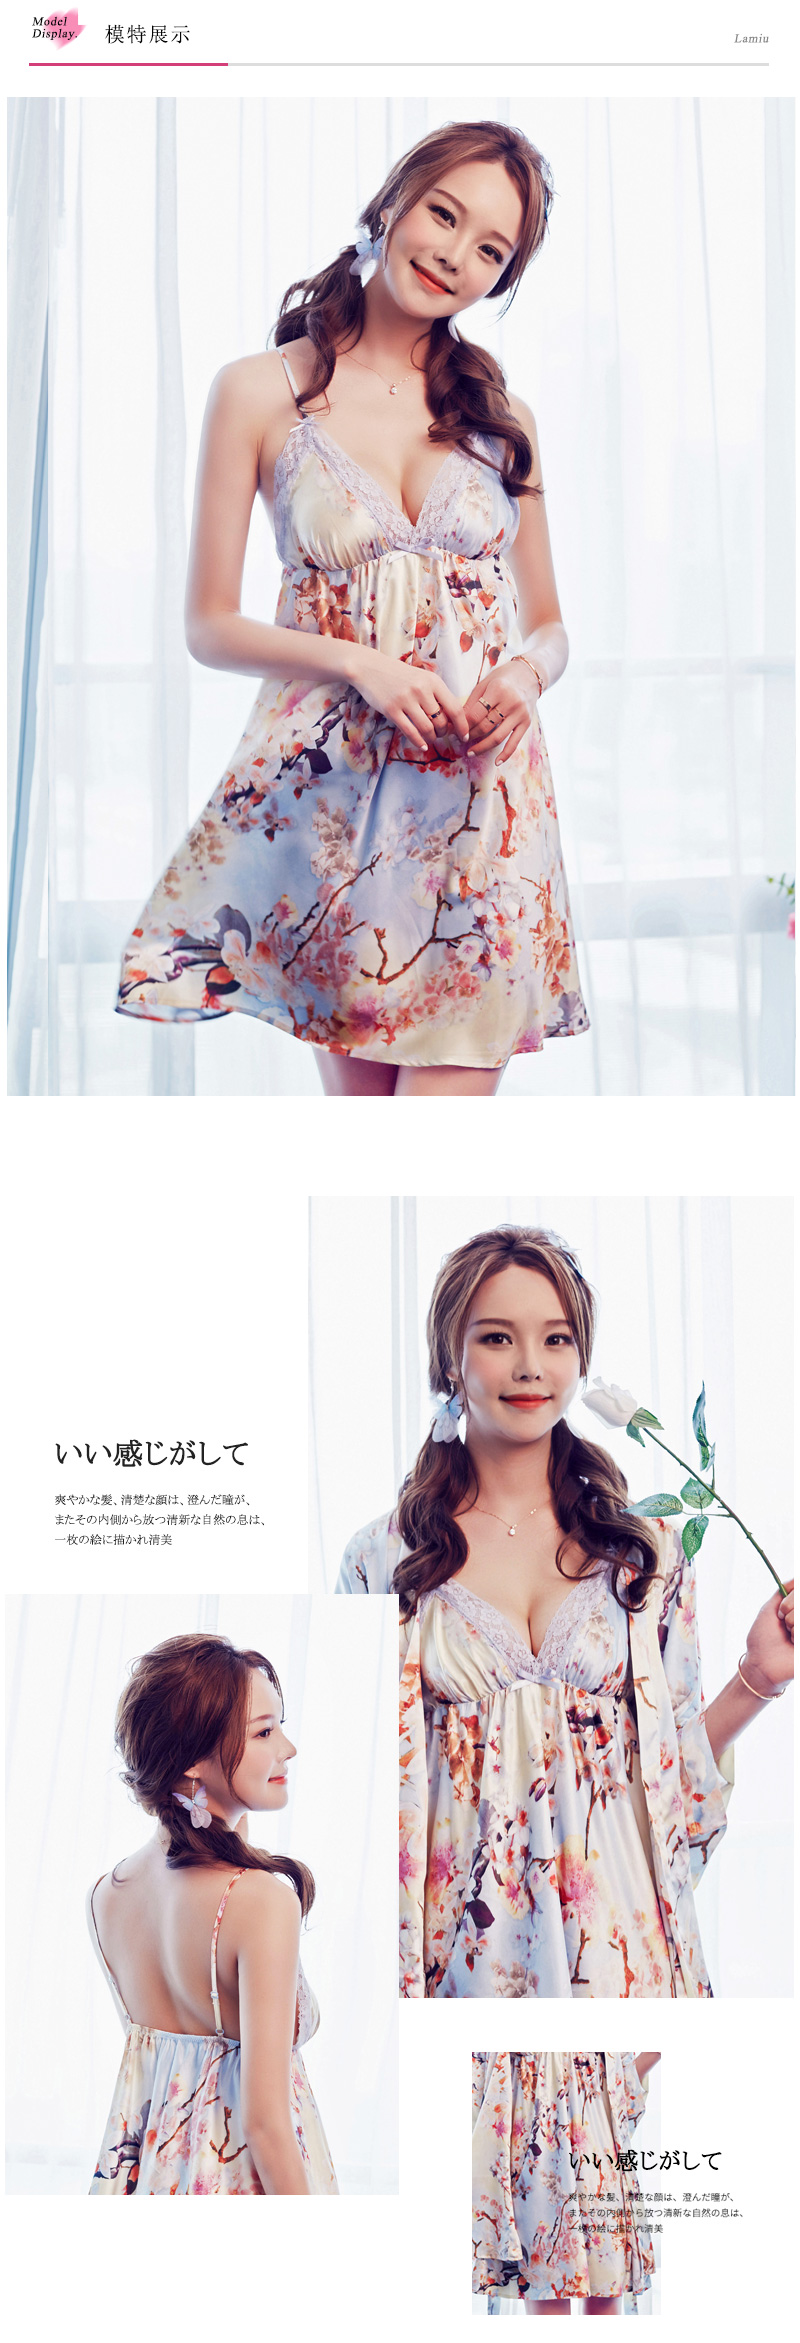 Model
Display.
模特展示
Lamiu
いい感じがして
爽やかな髪、清楚な顔は、澄んだ瞳が、
またその内側から放つ清新な自然の息は、
一枚の絵に描かれ清美
いい感じがして
爽やかな髪、清楚な顔は、澄んだ瞳が、
またその内側から放つ清新な自然の息は、
一枚の絵に描かれ清美